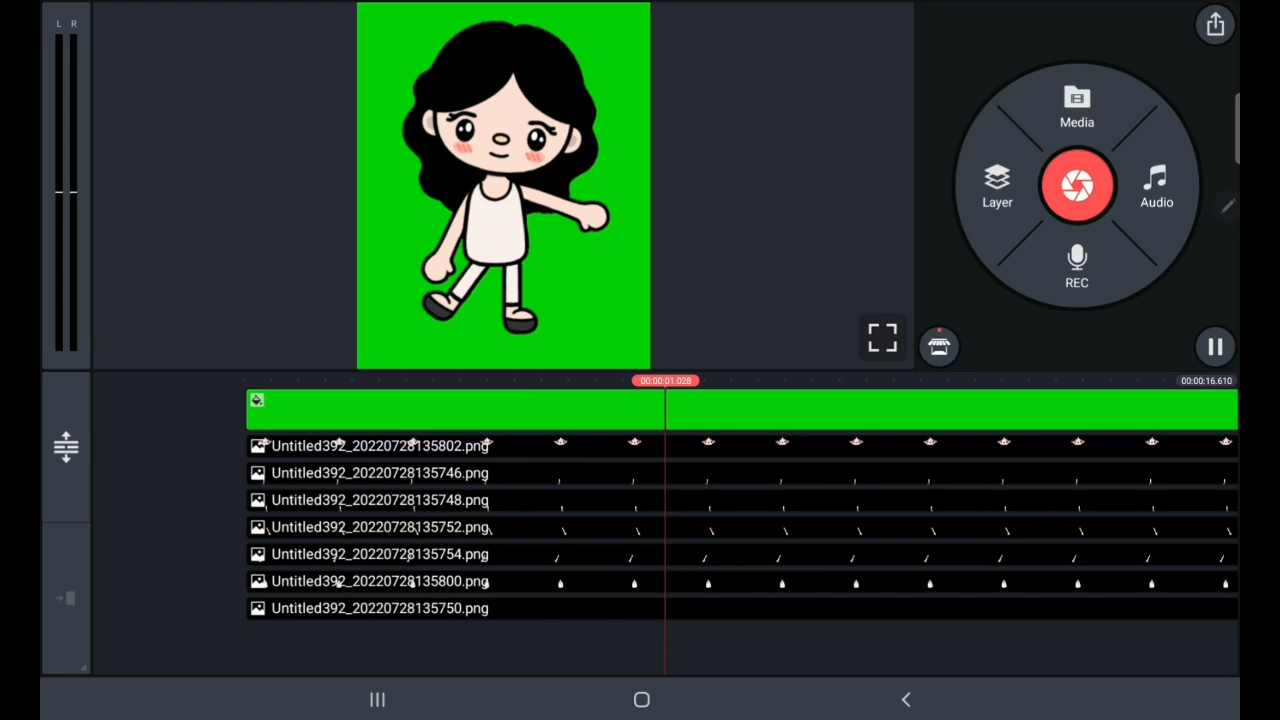 L R
Media
Layer
Audio
REC
00:00:01.028
00:00:16.610
Untitled392_20220728135802.png
Untitled392_20220728135746.png
Untitled392_20220728135748.png
Untitled392_20220728135752.png
Untitled392_20220728135754.png
Untitled392_20220728135800.png
Untitled392_20220728135750.png